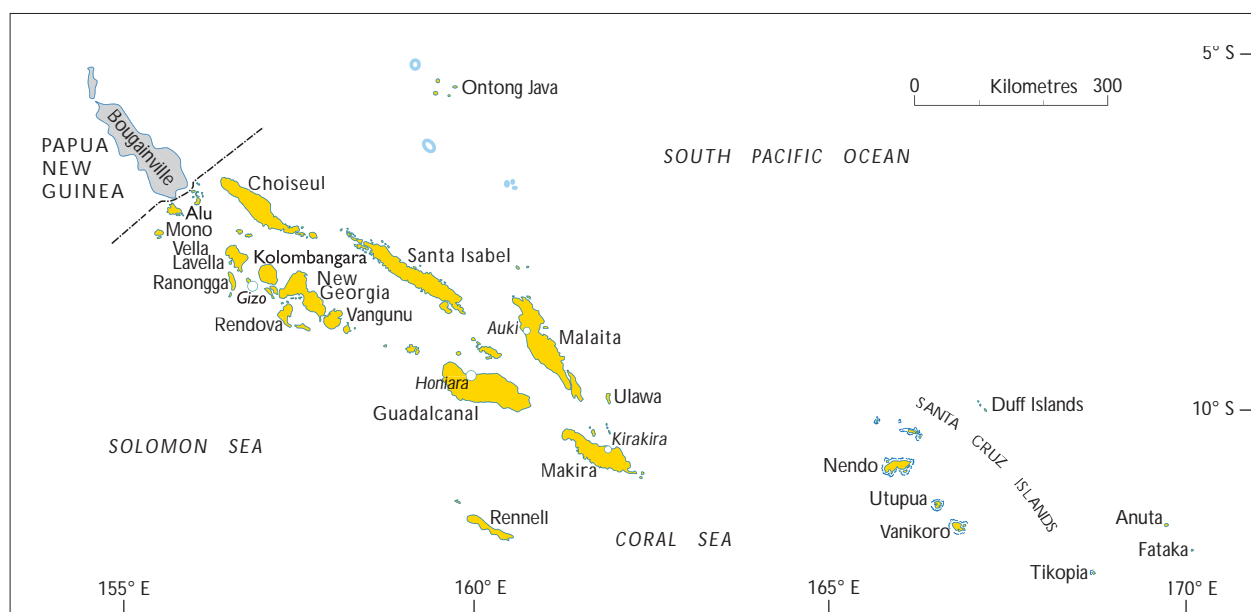 5° S
0 Kilometres 300
Ontong Java
PAPUA
NEW
GUINEA
Bougainville
SOUTH PACIFIC OCEAN
Choiseul
Alu
Mono
Vella
Lavella
Kolombangara
Santa Isabel
Ranongga
Gizo
New
Georgia
Rendova
Vangunu
Auki
Malaita
Honiara
Guadalcanal
Ulawa
SANTA CRUZ ISLANDS
Duff Islands
10° S
SOLOMON SEA
Kirakira
Makira
Nendo
Utupua
Rennell
CORAL SEA
Vanikoro
Anuta
Fataka
Tikopia
155° E
160° E
165° E
170° E